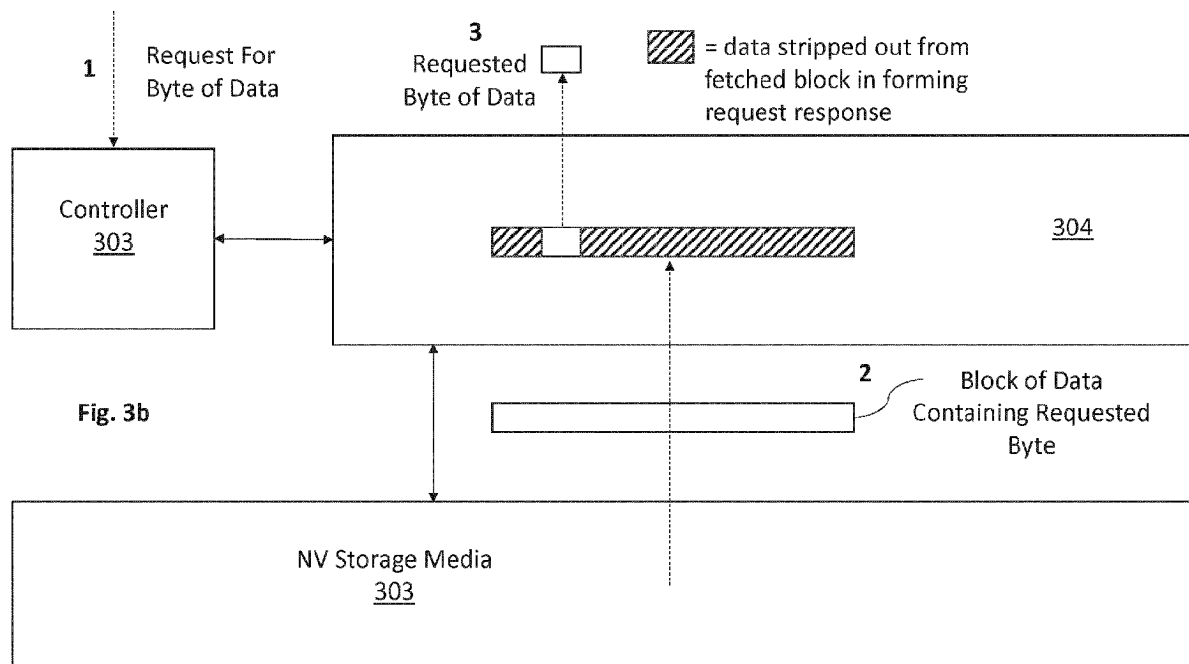 1
Request For
Byte of Data
3
Requested
Byte of Data
= data stripped out from
fetched block in forming
request response
Controller
303
304
Fig. 3b
2
Block of Data
Containing Requested
Byte
NV Storage Media
303